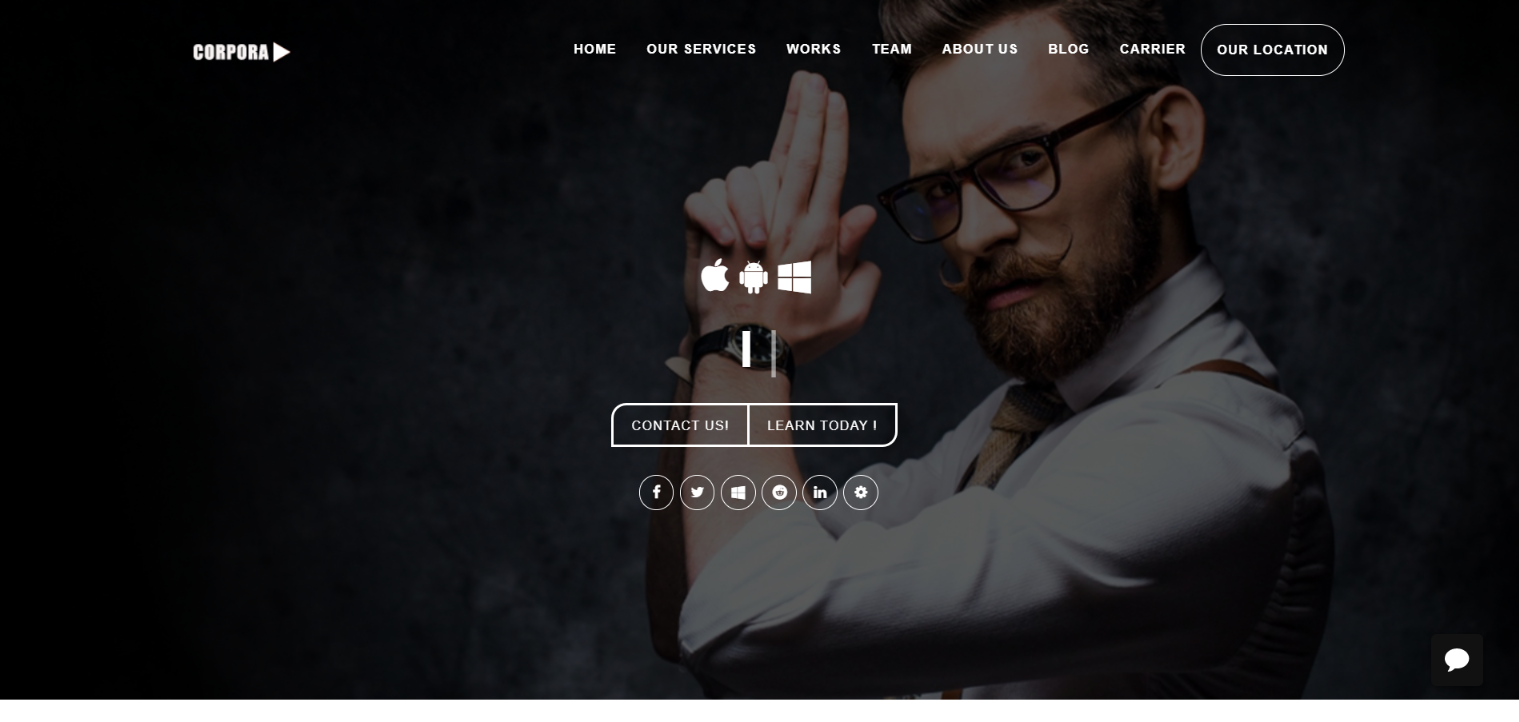 CORPORA
HOME OUR SERVICES WORKS TEAM ABOUT US BLOG CARRIER OUR LOCATION
I
CONTACT US! LEARN TODAY !